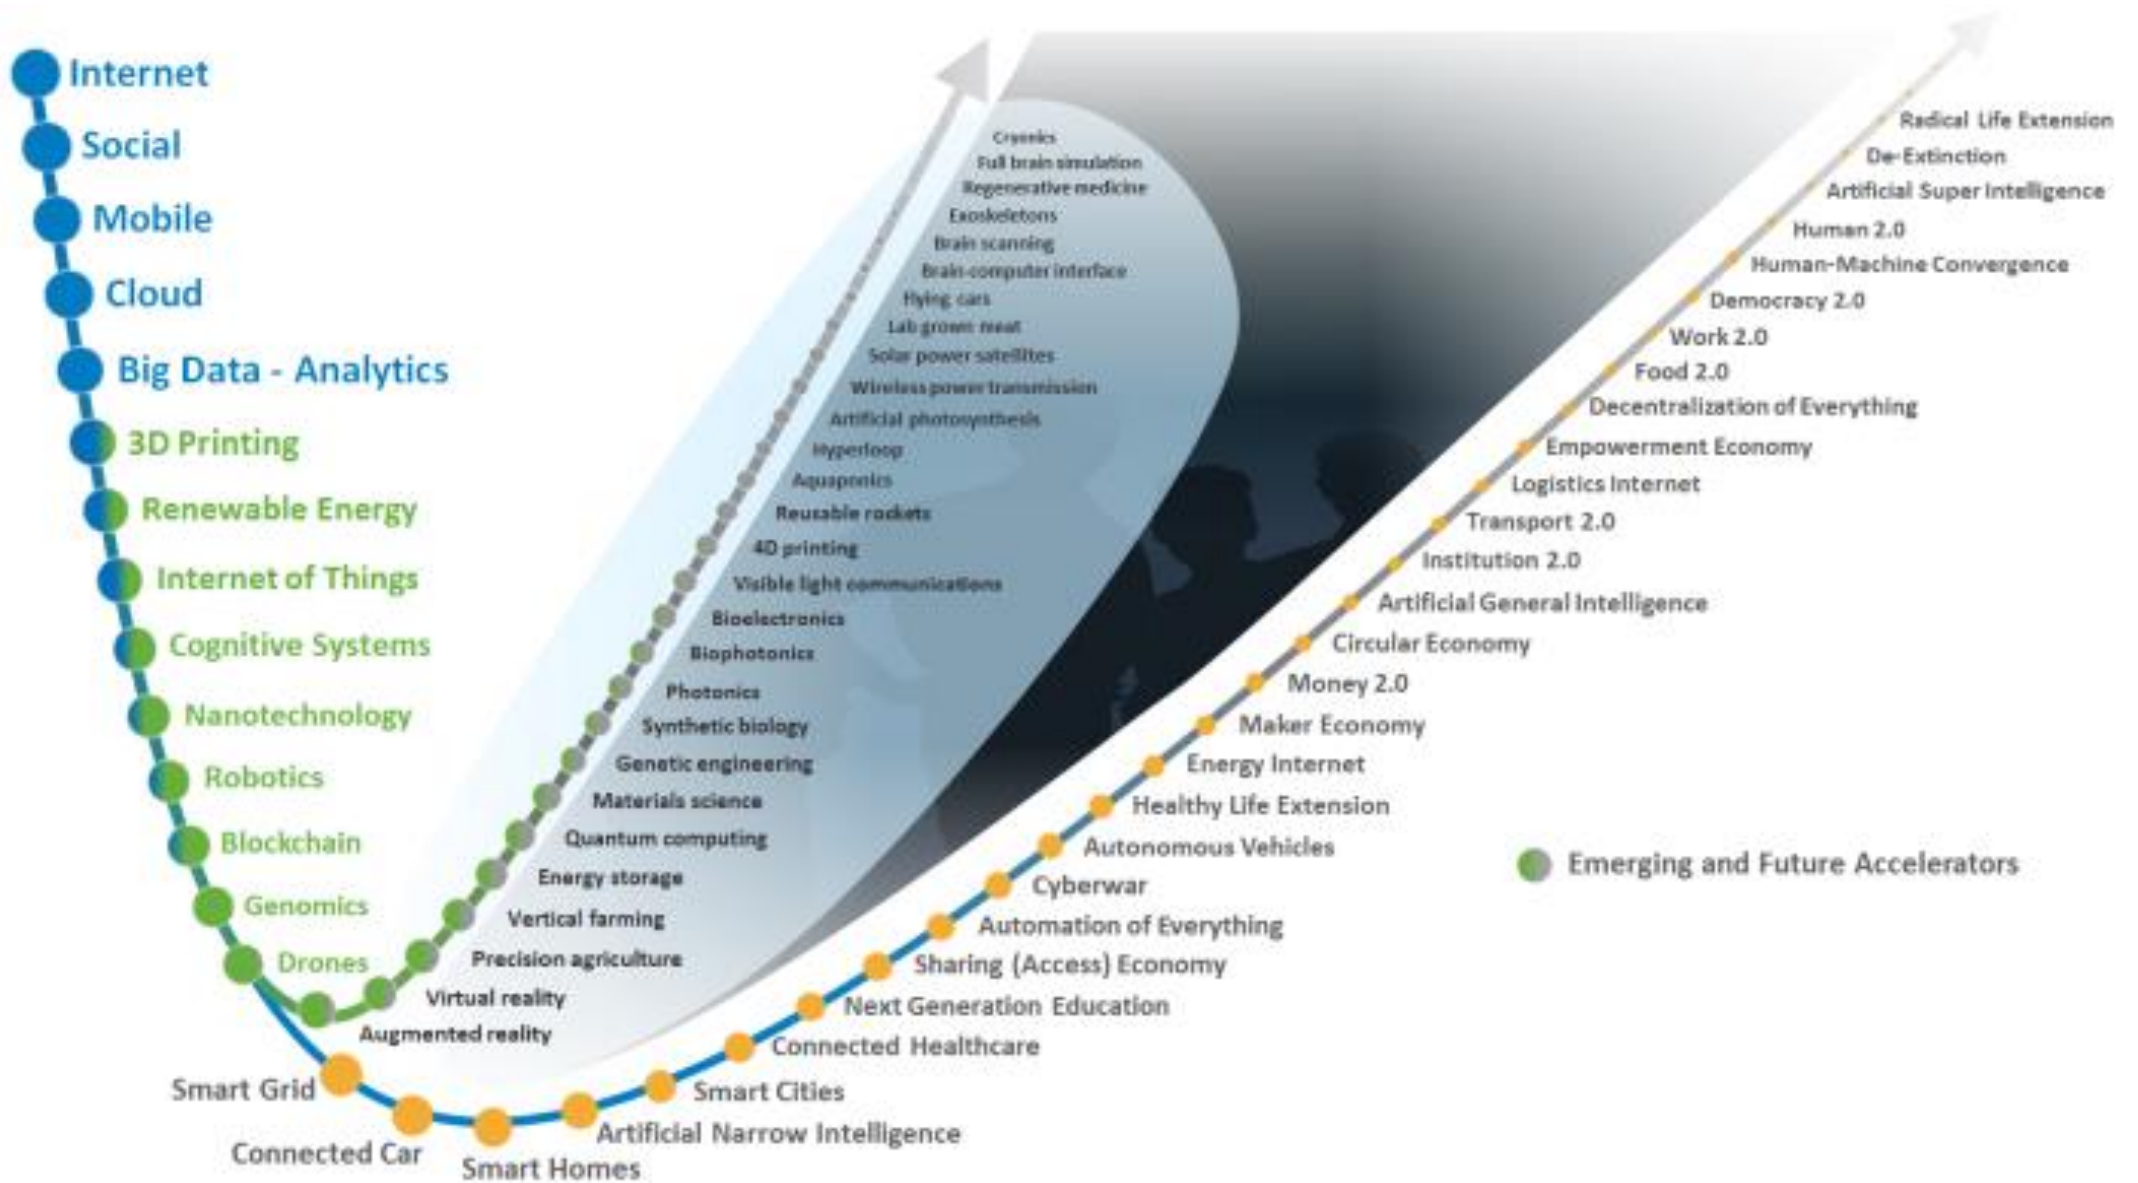 Internet
Social
Mobile
Cloud
Big Data - Analytics
3D Printing
Renewable Energy
Internet of Things
Cognitive Systems
Nanotechnology
Robotics
Blockchain
Genomics
Drones
Cryonics
Full brain simulation
Regenerative medicine
Exoskeletons
Brain scanning
Brain-computer interface
Flying cars
Lab grown meat
Solar power satellites
Wireless power transmission
Artificial photosynthesis
Hyperloop
Aquaponics
Reusable rockets
4D printing
Visible light communications
Bioelectronics
Biophotonics
Photonics
Synthetic biology
Genetic engineering
Materials science
Quantum computing
Energy storage
Vertical farming
Precision agriculture
Virtual reality
Augmented reality
Radical Life Extension
De-Extinction
Artificial Super Intelligence
Human 2.0
Human-Machine Convergence
Democracy 2.0
Work 2.0
Food 2.0
Decentralization of Everything
Empowerment Economy
Logistics Internet
Transport 2.0
Institution 2.0
Artificial General Intelligence
Circular Economy
Money 2.0
Maker Economy
Energy Internet
Healthy Life Extension
Autonomous Vehicles
Cyberwar
Automation of Everything
Sharing (Access) Economy
Next Generation Education
Connected Healthcare
Smart Cities
Artificial Narrow Intelligence
Smart Homes
Connected Car
Smart Grid
Emerging and Future Accelerators